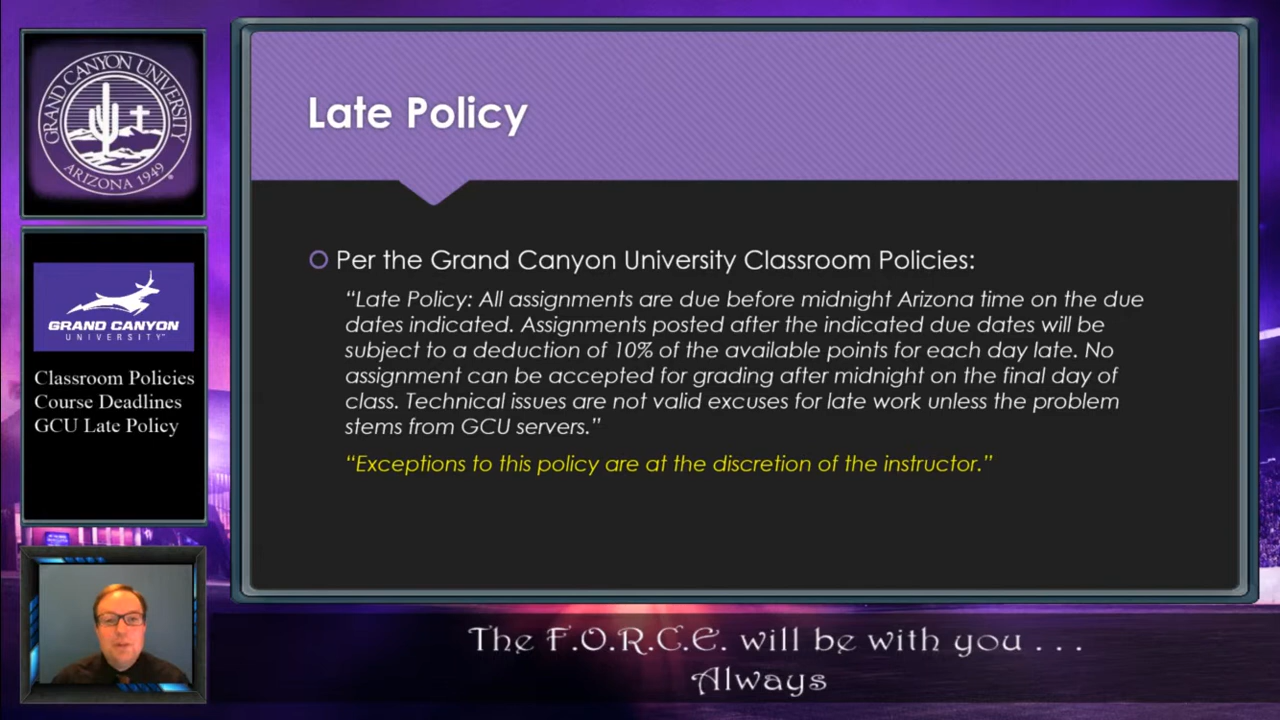 GRAND CANYON UNIVERSITY
ARIZONA 1949
GRAND CANYON
UNIVERSITY
Classroom Policies
Course Deadlines
GCU Late Policy
Late Policy
Per the Grand Canyon University Classroom Policies:
“Late Policy: All assignments are due before midnight Arizona time on the due
dates indicated. Assignments posted after the indicated due dates will be
subject to a deduction of 10% of the available points for each day late. No
assignment can be accepted for grading after midnight on the final day of
class. Technical issues are not valid excuses for late work unless the problem
stems from GCU servers.”
“Exceptions to this policy are at the discretion of the instructor.”
The F.O.R.C.E. will be with you . . .
Always